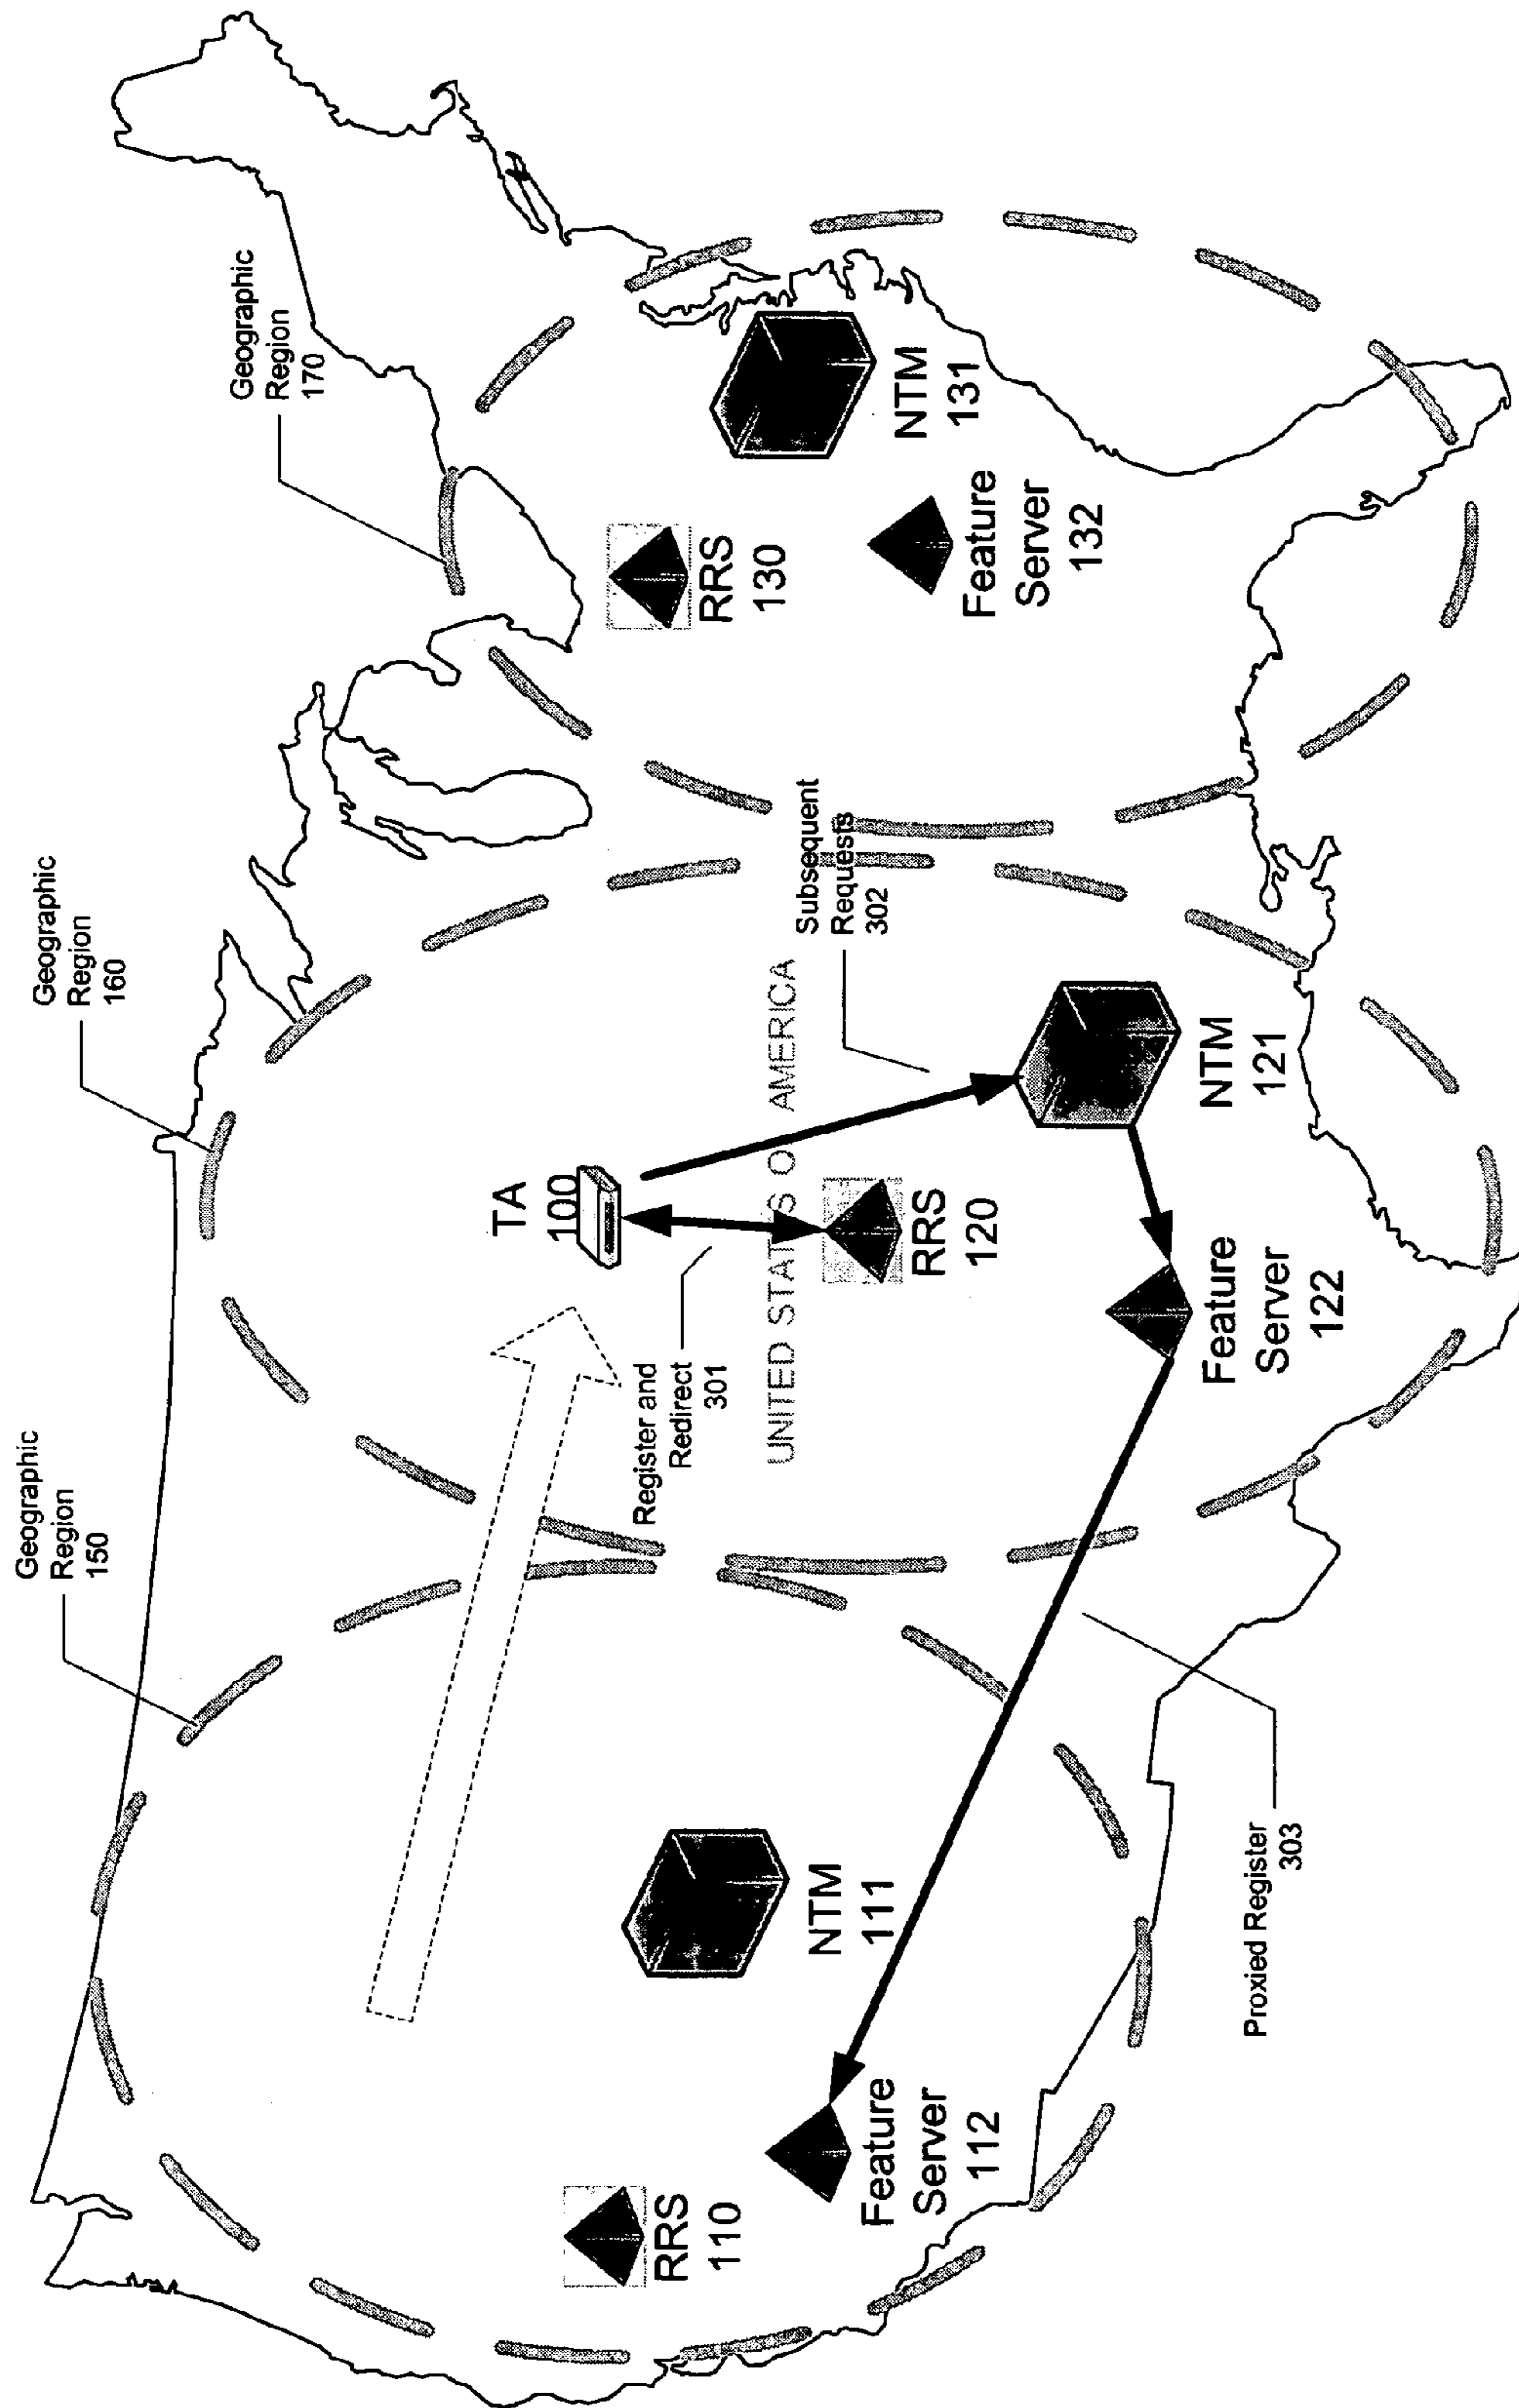 Geographic
Region
150
Geographic
Region
160
Geographic
Region
170
TA
100
Register and
Redirect
301
UNITED STATES OF AMERICA
Subsequent
Requests
302
RRS
110
Feature
Server
112
NTM
111
RRS
120
NTM
121
Feature
Server
122
RRS
130
NTM
131
Feature
Server
132
Proxied Register
303